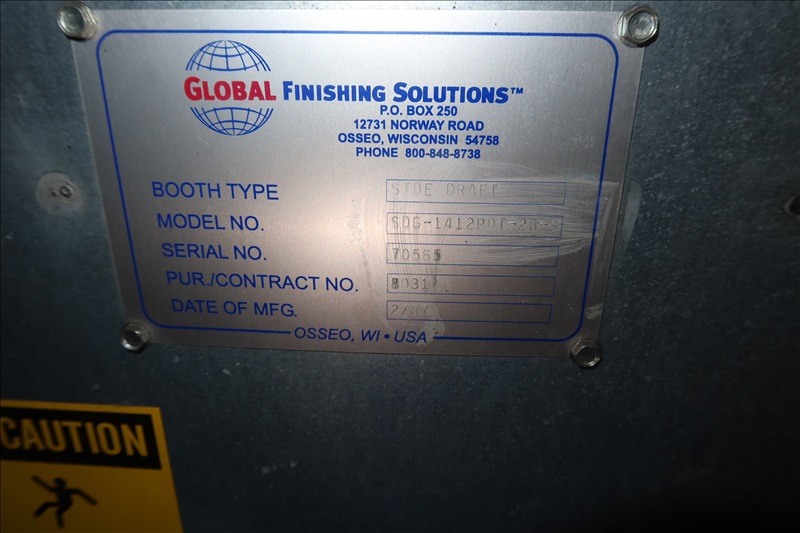 GLOBAL FINISHING SOLUTIONS™
P.O. BOX 250
12731 NORWAY ROAD
OSSEO, WISCONSIN 54758
PHONE 800-848-8738
BOOTH TYPE SIDE DRAFT
MODEL NO.
SERIAL NO.
PUR./CONTRACT NO.
DATE OF MFG.
OSSEO, WI • USA
CAUTION